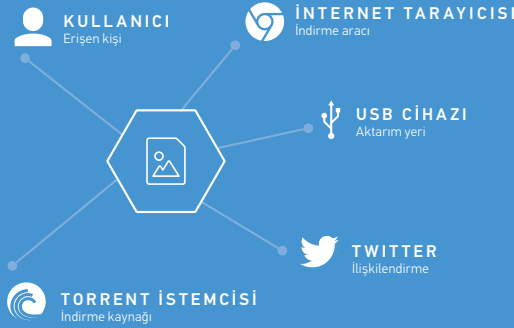 KULLANICI
Erişen kişi
İNTERNET TARAYICISI
İndirme aracı
USB CİHAZI
Aktarım yeri
TWITTER
İlişkilendirme
TORRENT İSTEMCİSİ
İndirme kaynağı